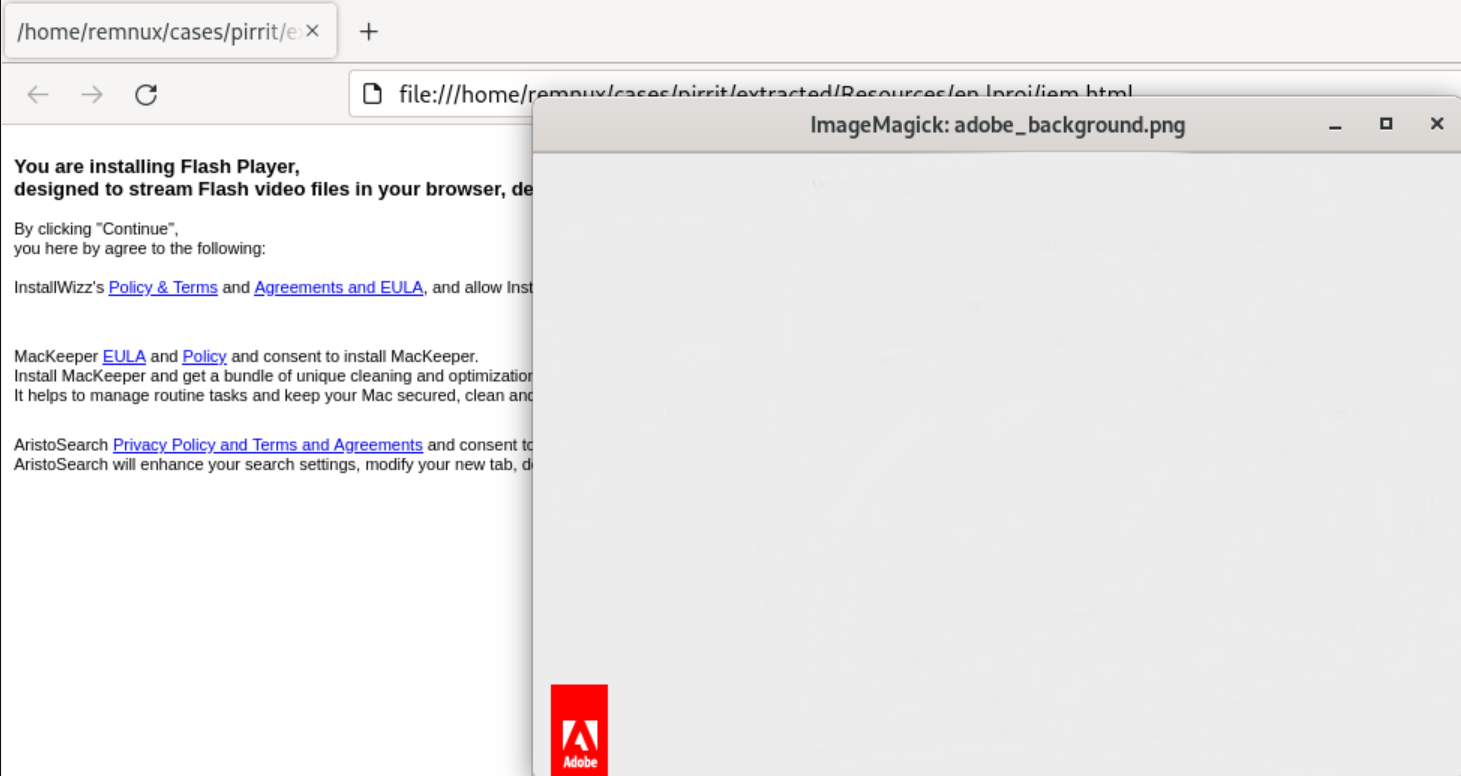 /home/remnux/cases/pirrit/e
file:///home/remnux/cases/pirrit/extracted/Resources/en.lproj/iem.html
ImageMagick: adobe_background.png
You are installing Flash Player,
designed to stream Flash video files in your browser, de
By clicking "Continue",
you here by agree to the following:
InstallWizz's Policy & Terms and Agreements and EULA, and allow Inst
MacKeeper EULA and Policy and consent to install MacKeeper.
Install MacKeeper and get a bundle of unique cleaning and optimization
It helps to manage routine tasks and keep your Mac secured, clean and
AristoSearch Privacy Policy and Terms and Agreements and consent to
AristoSearch will enhance your search settings, modify your new tab, d
Adobe